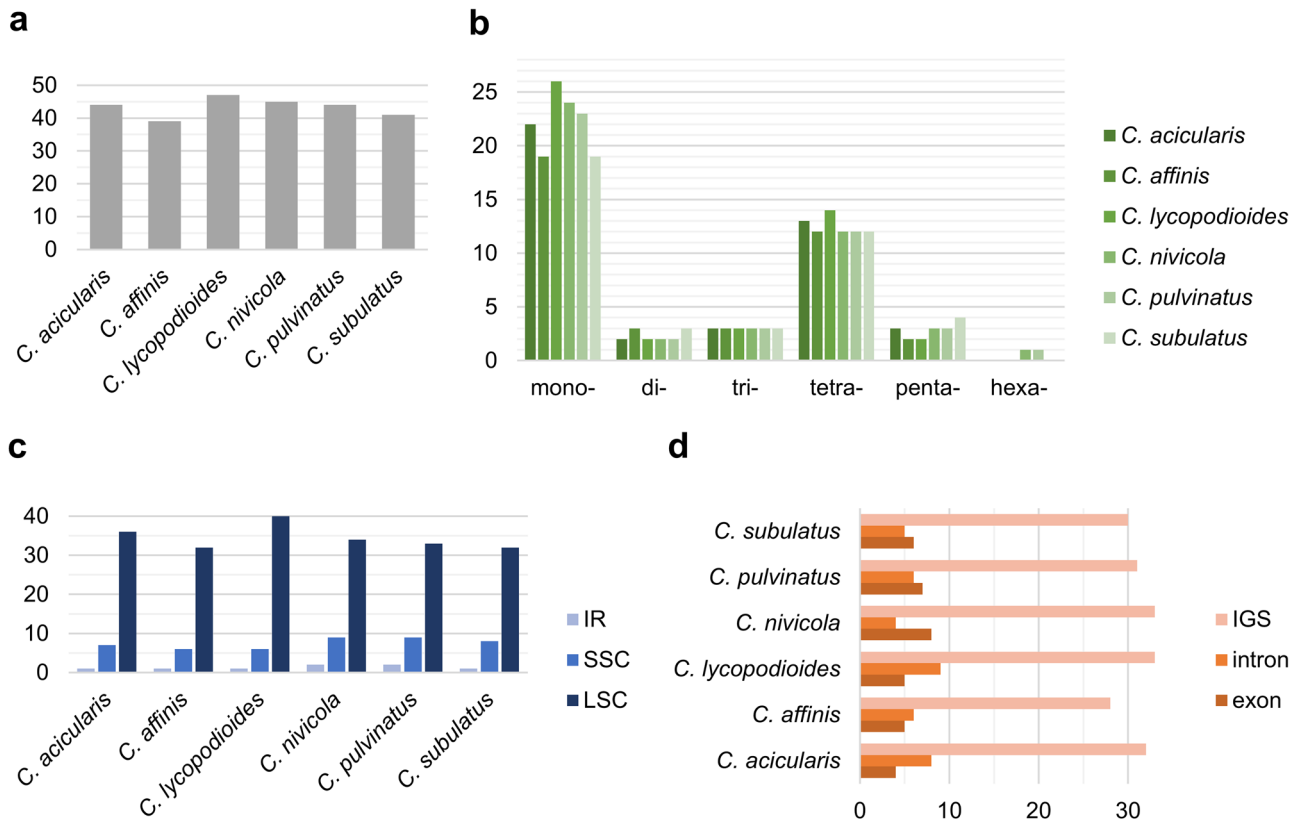 a
50
40
30
20
10
0
C. acicularis
C. affinis
C. lycopodioides
C. nivicola
C. pulvinatus
C. subulatus
b
25
20
15
10
5
0
mono- di- tri- tetra- penta- hexa-
C. acicularis
C. affinis
C. lycopodioides
C. nivicola
C. pulvinatus
C. subulatus
c
40
30
20
10
0
C. acicularis
C. affinis
C. lycopodioides
C. nivicola
C. pulvinatus
C. subulatus
IR
SSC
LSC
d
C. subulatus
C. pulvinatus
C. nivicola
C. lycopodioides
C. affinis
C. acicularis
0 10 20 30
IGS
intron
exon